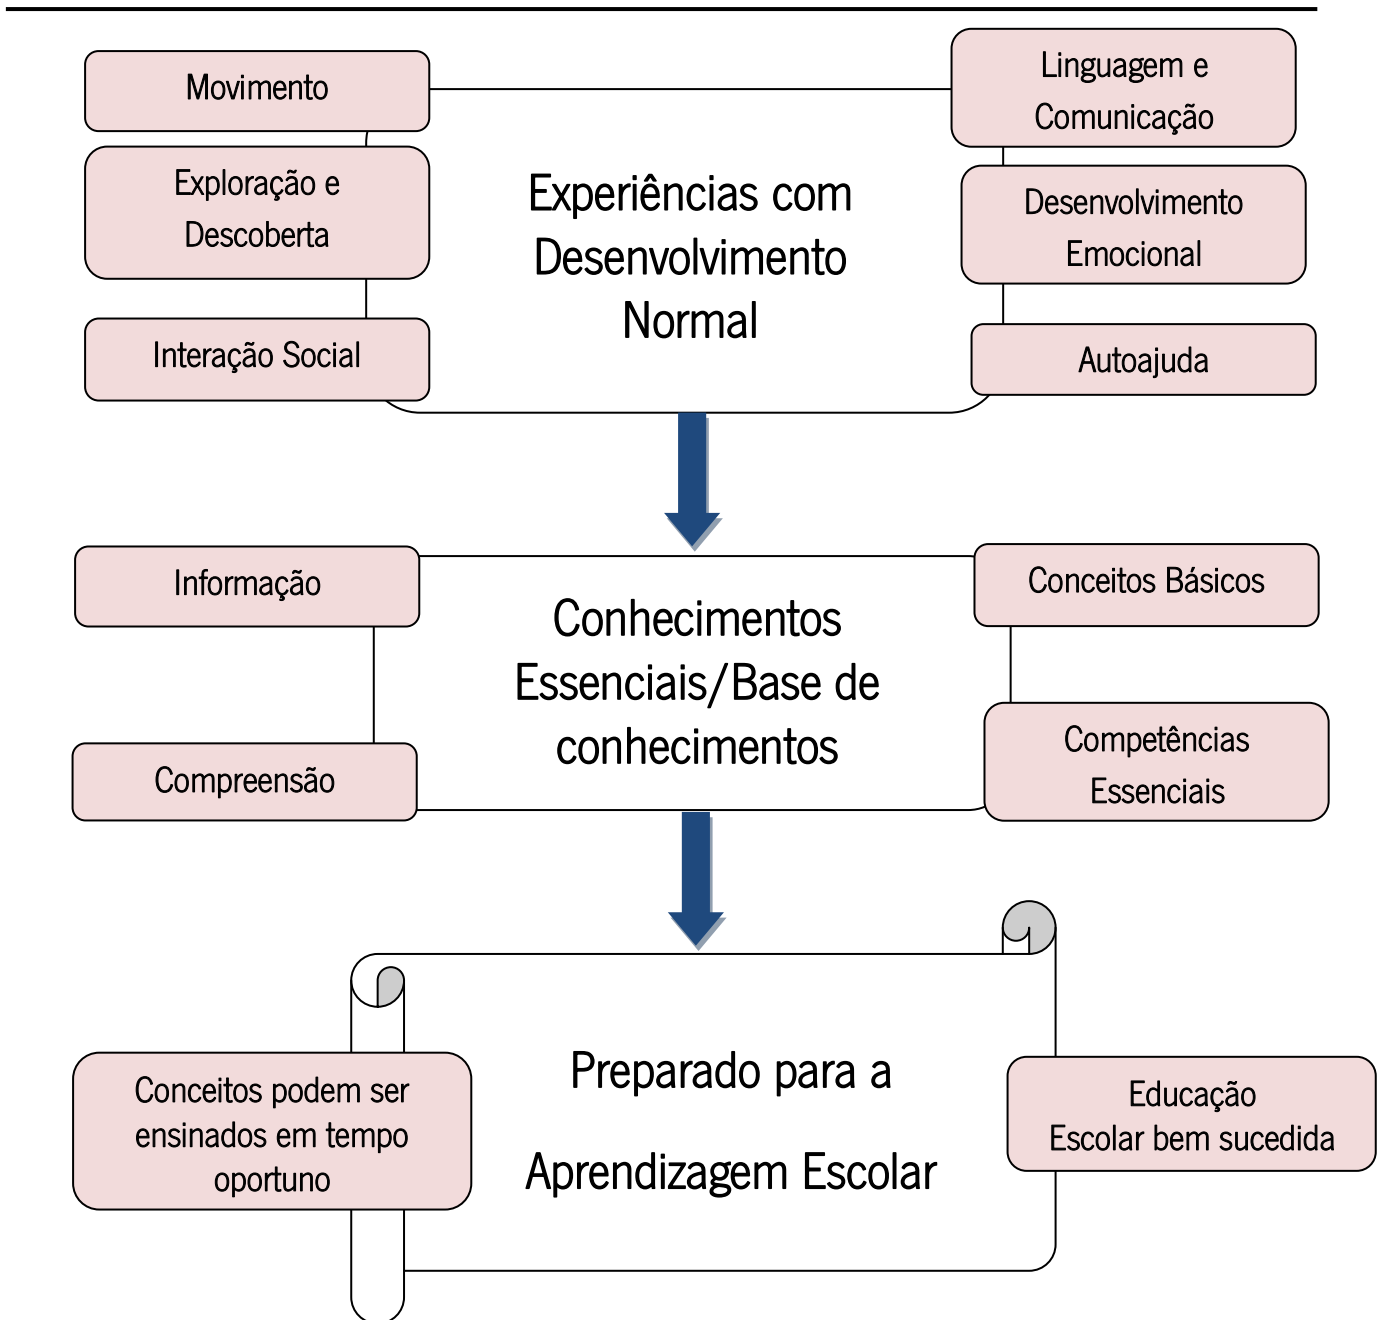 Movimento
Exploração e
Descoberta
Interação Social
Experiências com
Desenvolvimento
Normal
Linguagem e
Comunicação
Desenvolvimento
Emocional
Autoajuda
Informação
Compreensão
Conhecimentos
Essenciais/Base de
conhecimentos
Conceitos Básicos
Competências
Essenciais
Conceitos podem ser
ensinados em tempo
oportuno
Preparado para a
Aprendizagem Escolar
Educação
Escolar bem sucedida